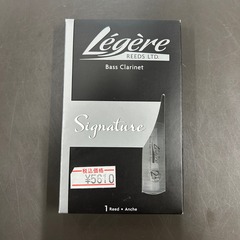 Légère
REEDS LTD.
Bass Clarinet
Signature
税込価格
¥5610
1 Reed • Anche